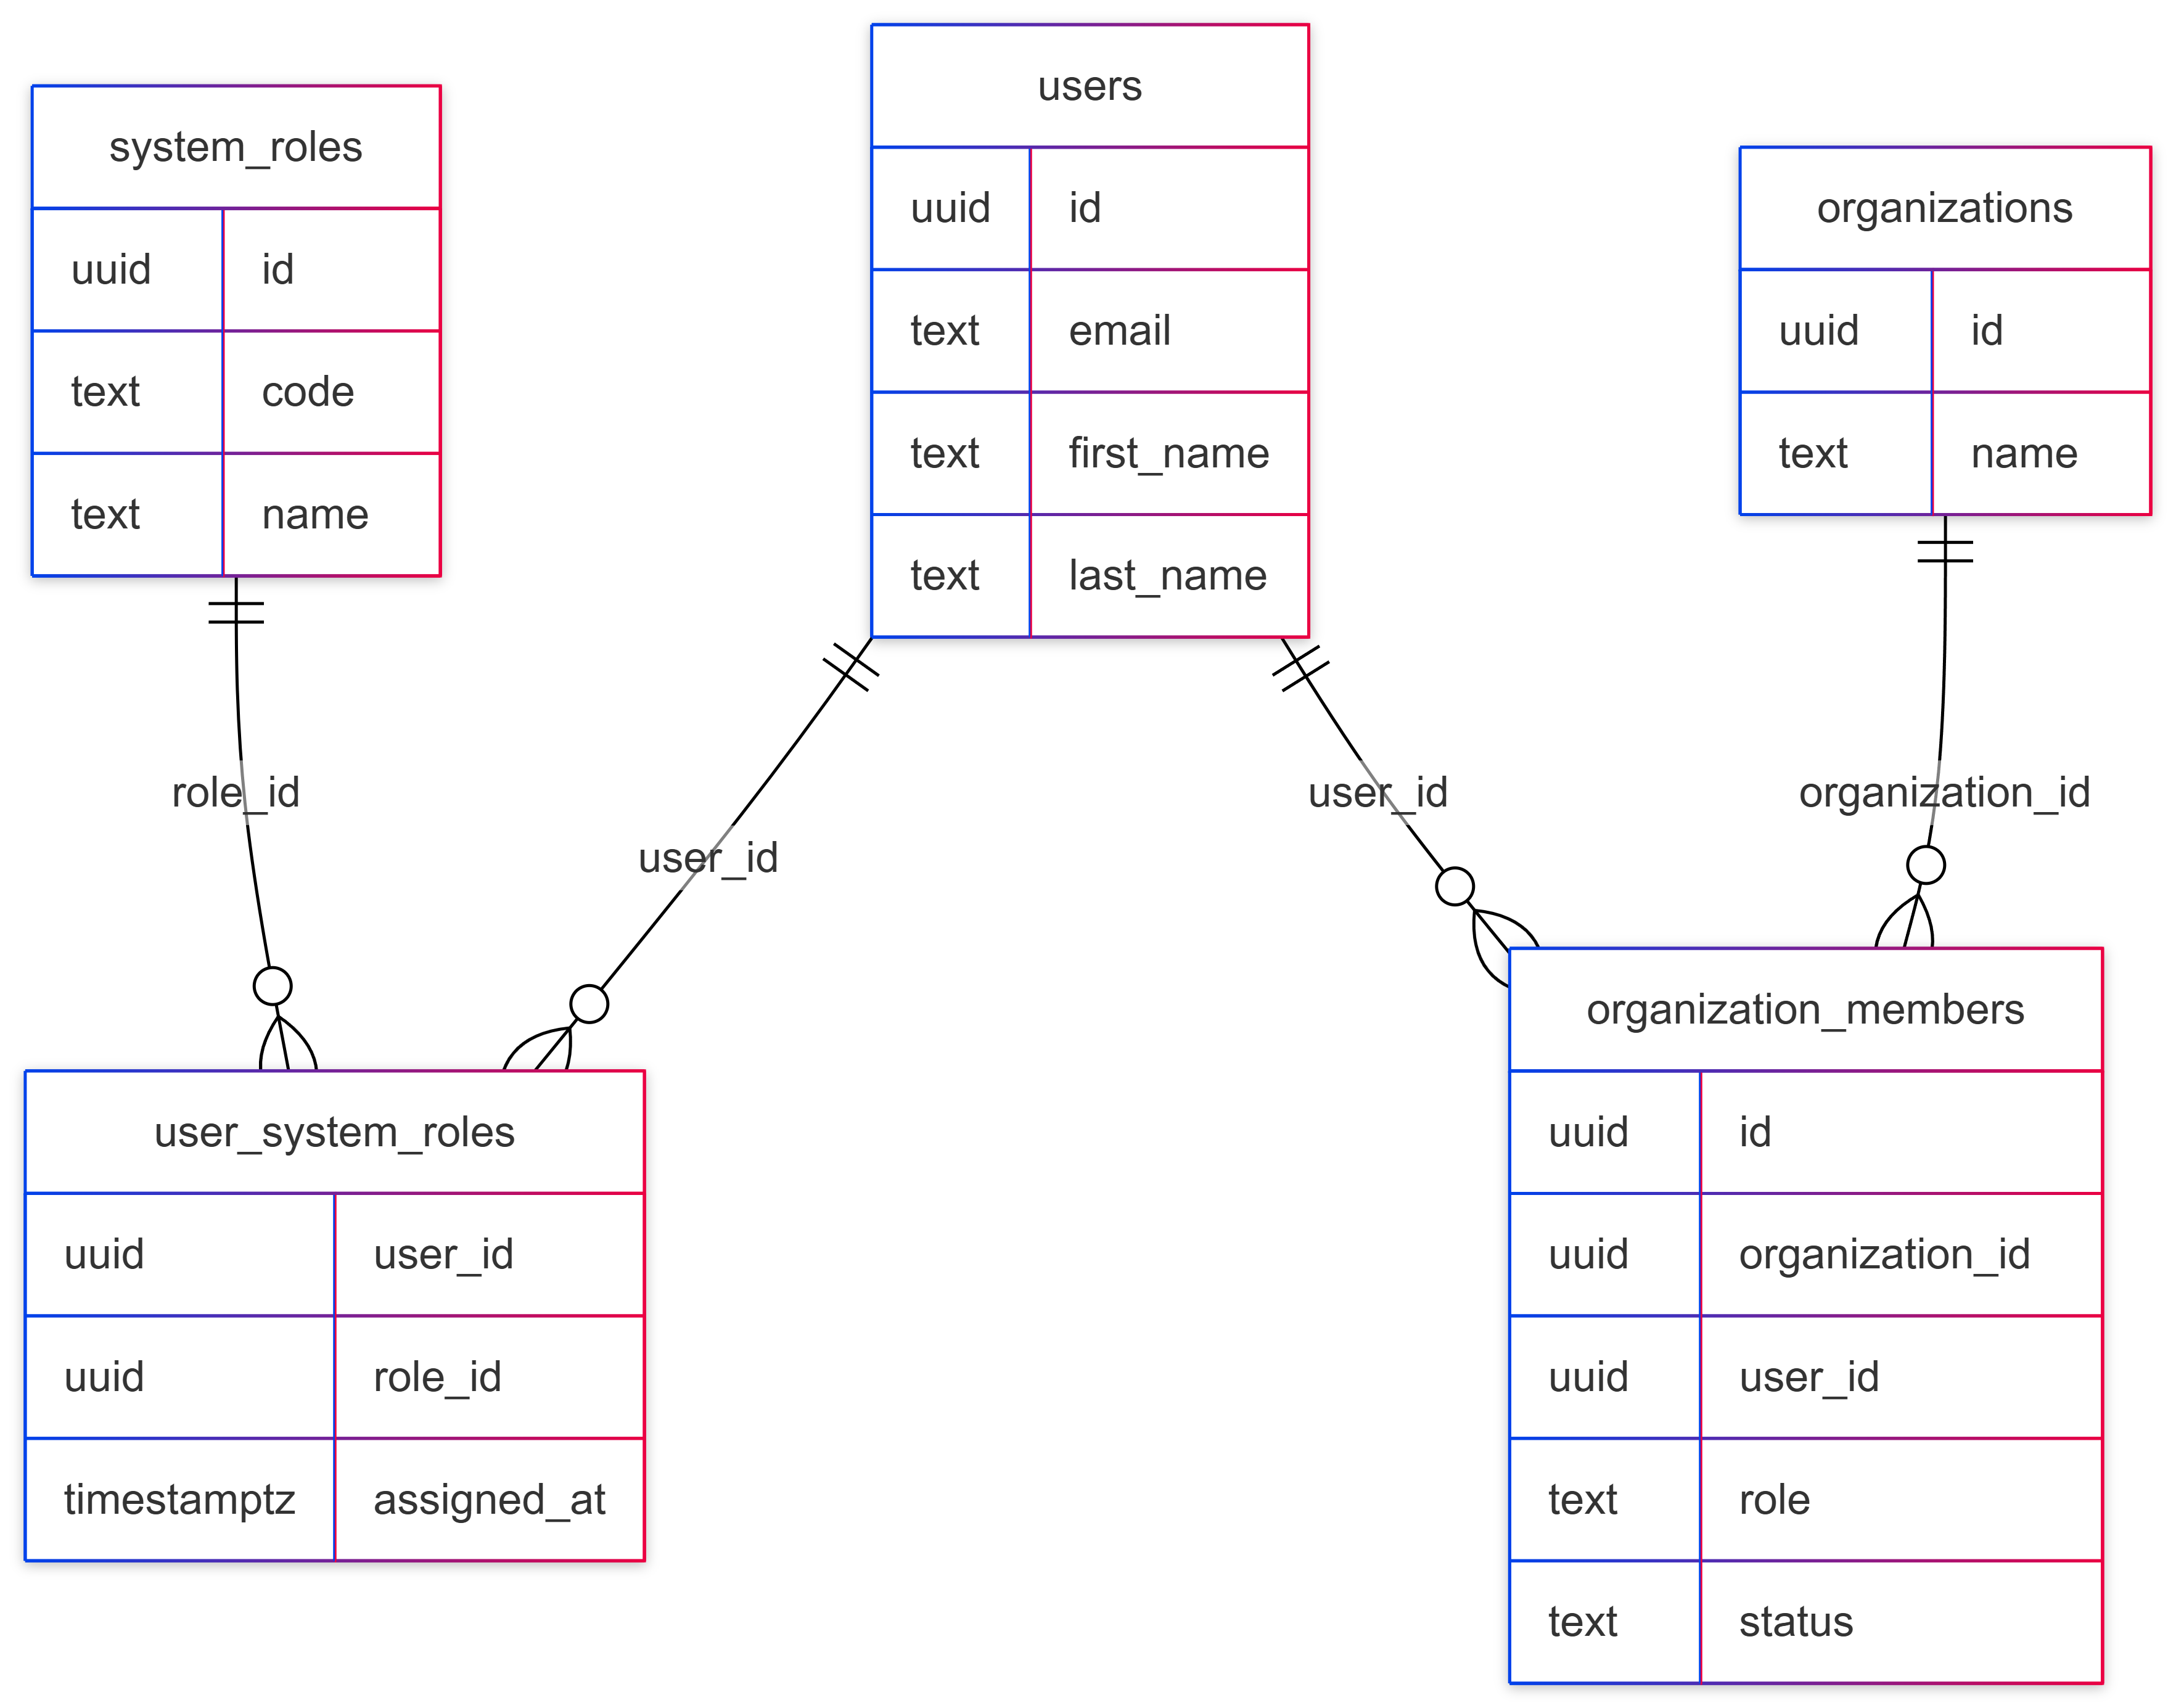 users
uuid id
text email
text first_name
text last_name
system_roles
uuid id
text code
text name
organizations
uuid id
text name
role_id
user_id
user_id
organization_id
user_system_roles
uuid user_id
uuid role_id
timestamptz assigned_at
organization_members
uuid id
uuid organization_id
uuid user_id
text role
text status